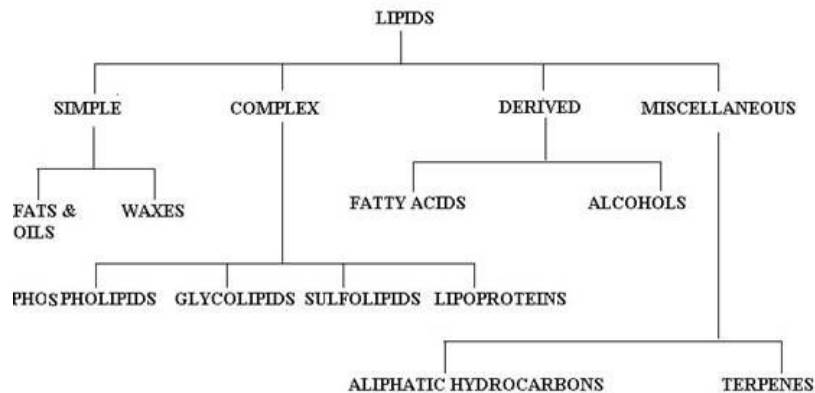 LIPIDS
SIMPLE COMPLEX DERIVED MISCELLANEOUS
FATS & WAXES FATTY ACIDS ALCOHOLS
OILS
PHOSPHOLIPIDS GLYCOLIPIDS SULFOLIPIDS LIPOPROTEINS
ALIPHATIC HYDROCARBONS TERPENES